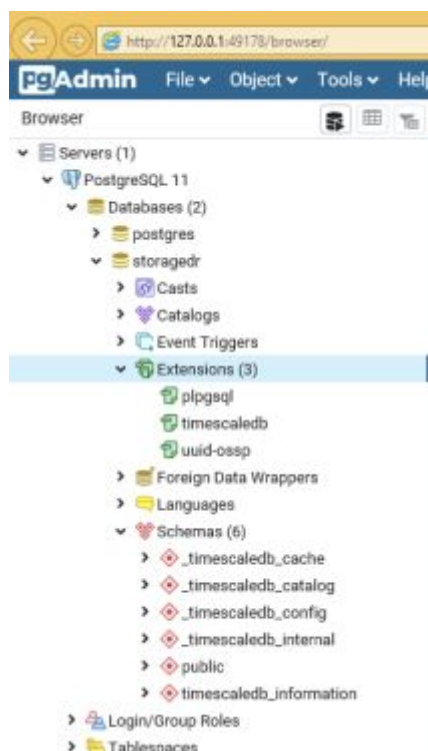 http://127.0.0.1:49178/browser/
pgAdmin File Object Tools Help
Browser
Servers (1)
PostgreSQL 11
Databases (2)
postgres
storagedr
Casts
Catalogs
Event Triggers
Extensions (3)
plpgsql
timescaledb
uuid-ossp
Foreign Data Wrappers
Languages
Schemas (6)
_timescaledb_cache
_timescaledb_catalog
_timescaledb_config
_timescaledb_internal
public
timescaledb_information
Login/Group Roles
Tablespaces